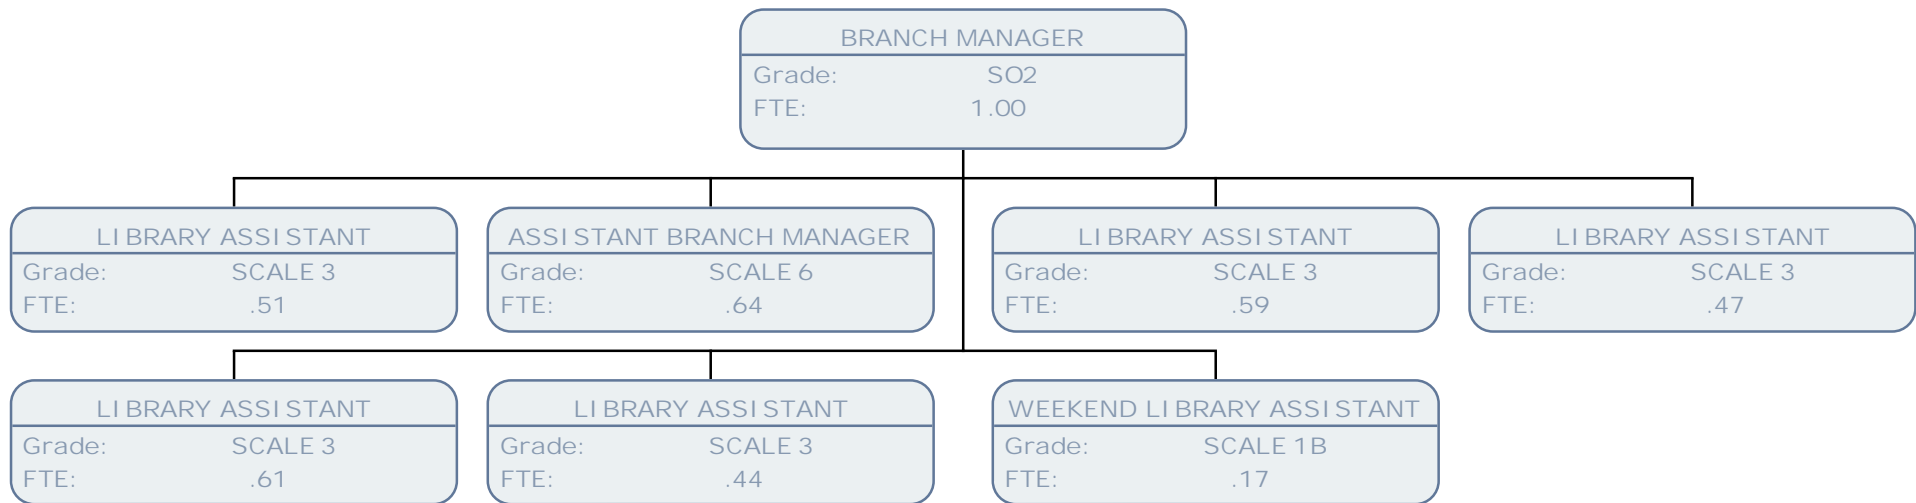 BRANCH MANAGER
Grade: SO2
FTE: 1.00
LIBRARY ASSISTANT
Grade: SCALE 3
FTE: .51
ASSISTANT BRANCH MANAGER
Grade: SCALE 6
FTE: .64
LIBRARY ASSISTANT
Grade: SCALE 3
FTE: .59
LIBRARY ASSISTANT
Grade: SCALE 3
FTE: .47
LIBRARY ASSISTANT
Grade: SCALE 3
FTE: .61
LIBRARY ASSISTANT
Grade: SCALE 3
FTE: .44
WEEKEND LIBRARY ASSISTANT
Grade: SCALE 1B
FTE: .17